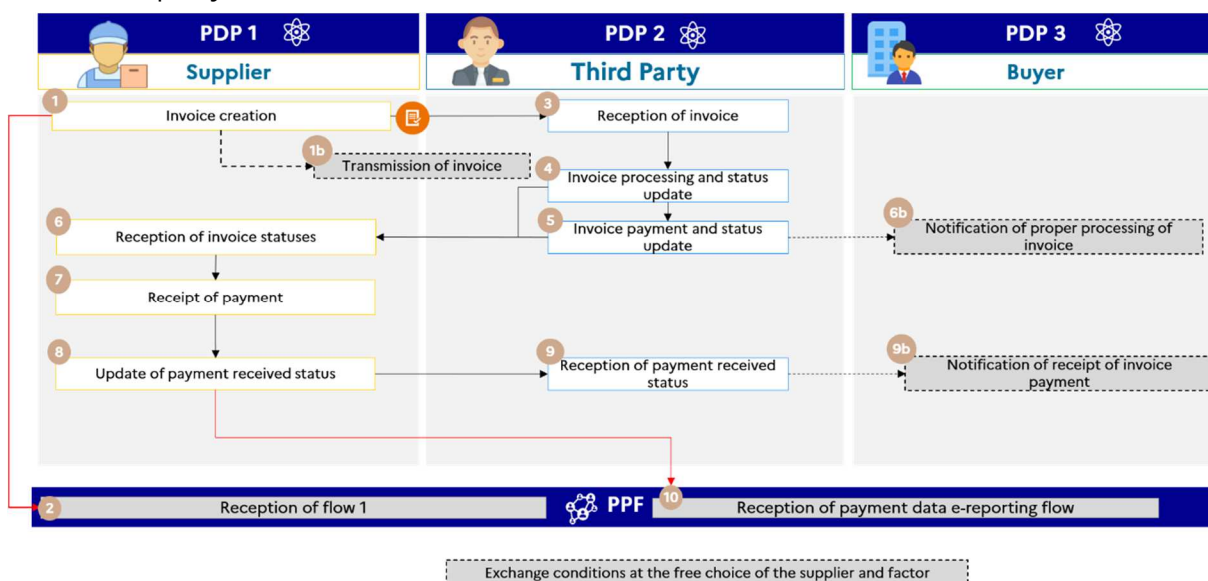 PDP 1
PDP 2
PDP 3
Supplier
Third Party
Buyer
1
Invoice creation
3
Reception of invoice
1b
Transmission of invoice
4
Invoice processing and status
update
6
Reception of invoice statuses
5
Invoice payment and status
update
6b
Notification of proper processing of
invoice
7
Receipt of payment
8
Update of payment received status
9
Reception of payment received
status
9b
Notification of receipt of invoice
payment
2
Reception of flow 1
PPF
10
Reception of payment data e-reporting flow
Exchange conditions at the free choice of the supplier and factor